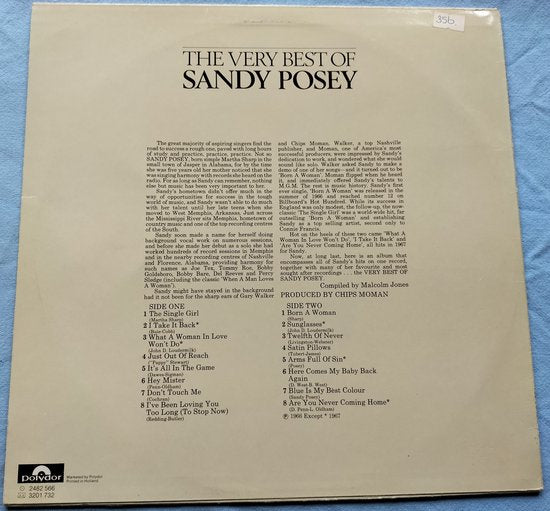 356
THE VERY BEST OF
SANDY POSEY
The great majority of aspiring singers find the
road to success a rough one, paved with long hours
of study and practice, practice, practice. Not so
SANDY POSEY, born simple Martha Sharp in the
small town of Jasper in Alabama, for by the time
she was five years old her mother noticed that she
was singing harmony with records she heard on the
radio. For as long as Sandy can remember, nothing
else but music has been very important to her.
Sandy's hometown didn't offer much in the
way of opportunities for success in the tough
world of music, and Sandy wasn't able to do much
with her talent until her early teens when she
moved to West Memphis, Arkansas, Just across
the Mississippi River sits Memphis, hometown of
country music and one of the top recording centres
of the South.
Sandy soon made a name for herself doing
background vocal work on numerous sessions,
and before she made her debut as a solo she had
worked hundreds of record sessions in Memphis
and in the nearby recording centres of Nashville
and Florence, Alabama, providing harmony for
such names as Joe Tex, Tommy Roe, Bobby
Goldsboro, Bobby Bare, Del Reeves and Percy
Sledge (including the classic 'When A Man Loves
A Woman').
Sandy might have stayed in the background
had it not been for the sharp ears of Gary Walker
and Chips Moman. Walker, a top Nashville
publisher, and Moman, one of America's most
successful producers, were impressed by Sandy's
dedication to work, and wondered what she would
sound like solo. Walker asked Sandy to make a
demo of one of her songs—and it turned out to be
'Born A Woman'. Moman flipped when he heard
it, and immediately offered Sandy's talents to
M.G.M. The rest is music history. Sandy's first
ever single, 'Born A Woman' was released in the
summer of 1966 and reached number 12 on
Billboard's Hot Hundred. While its success in
England was only modest, the follow-up, the now-
classic 'The Single Girl' was a world-wide hit, far
outselling 'Born A Woman' and establishing
Sandy as a top selling artist, second only to
Connie Francis.
Hot on the heels of these two came 'What A
Woman In Love Won't Do', 'I Take It Back' and
'Are You Never Coming Home', all hits in 1967
for Sandy.
Now, at long last, here is an album that
encompasses all of Sandy's hits on one record,
together with many of her favourite and most
sought after recordings . . . the VERY BEST OF
SANDY POSEY.
Compiled by Malcolm Jones
PRODUCED BY CHIPS MOMAN
SIDE ONE
1 The Single Girl
(Martha Sharp)
2 I Take It Back*
(Buie-Cobb)
3 What A Woman In Love
Won't Do*
(John D. Loudermilk)
4 Just Out Of Reach
("Peppy" Stewart)
5 It's All In The Game
(Dawes-Sigman)
6 Hey Mister
(Penn-Oldham)
7 Don't Touch Me
(Cochran)
8 I've Been Loving You
Too Long (To Stop Now)
(Redding-Butler)
SIDE TWO
1 Born A Woman
(Sharp)
2 Sunglasses*
(John D. Loudermilk)
3 Twelfth Of Never
(Livingston-Webster)
4 Satin Pillows
(Tobert-James)
5 Arms Full Of Sin*
(Penn-Oldham)
6 Here Comes My Baby Back
Again
(D. West-B. West)
7 Blue Is My Best Colour
(Sandy Posey)
8 Are You Never Coming Home*
(D. Penn-L. Oldham)
Ⓟ 1966 Except * 1967
polydor
Marketed by Polydor
Printed in Holland
2482 566
3201 732